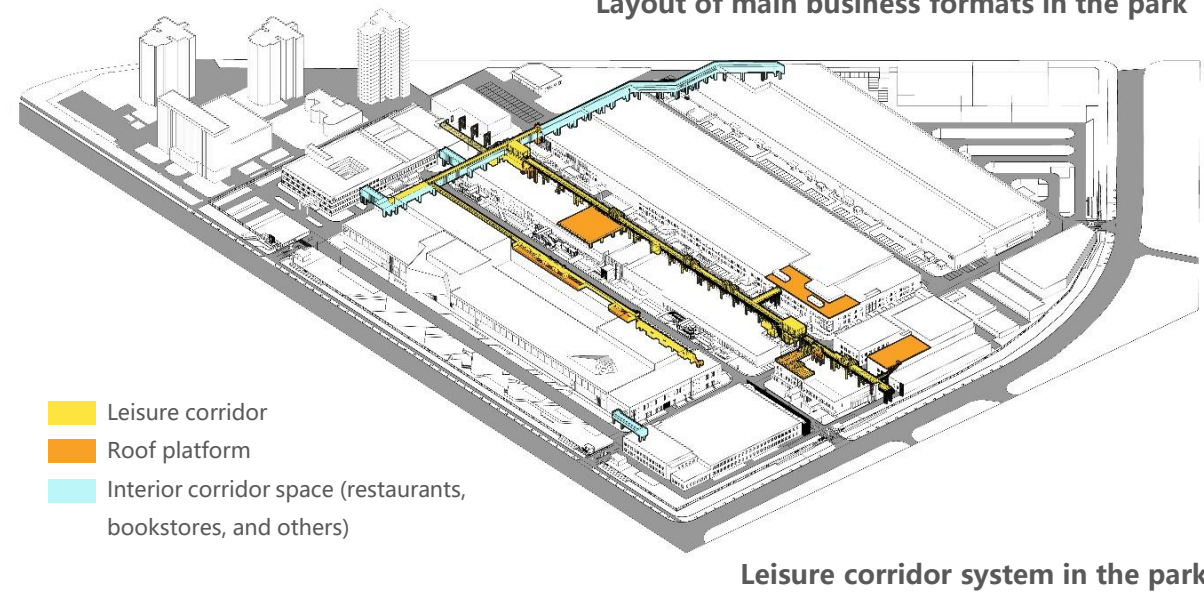 Layout of main business formats in the park
Leisure corridor
Roof platform
Interior corridor space (restaurants,
bookstores, and others)
Leisure corridor system in the park